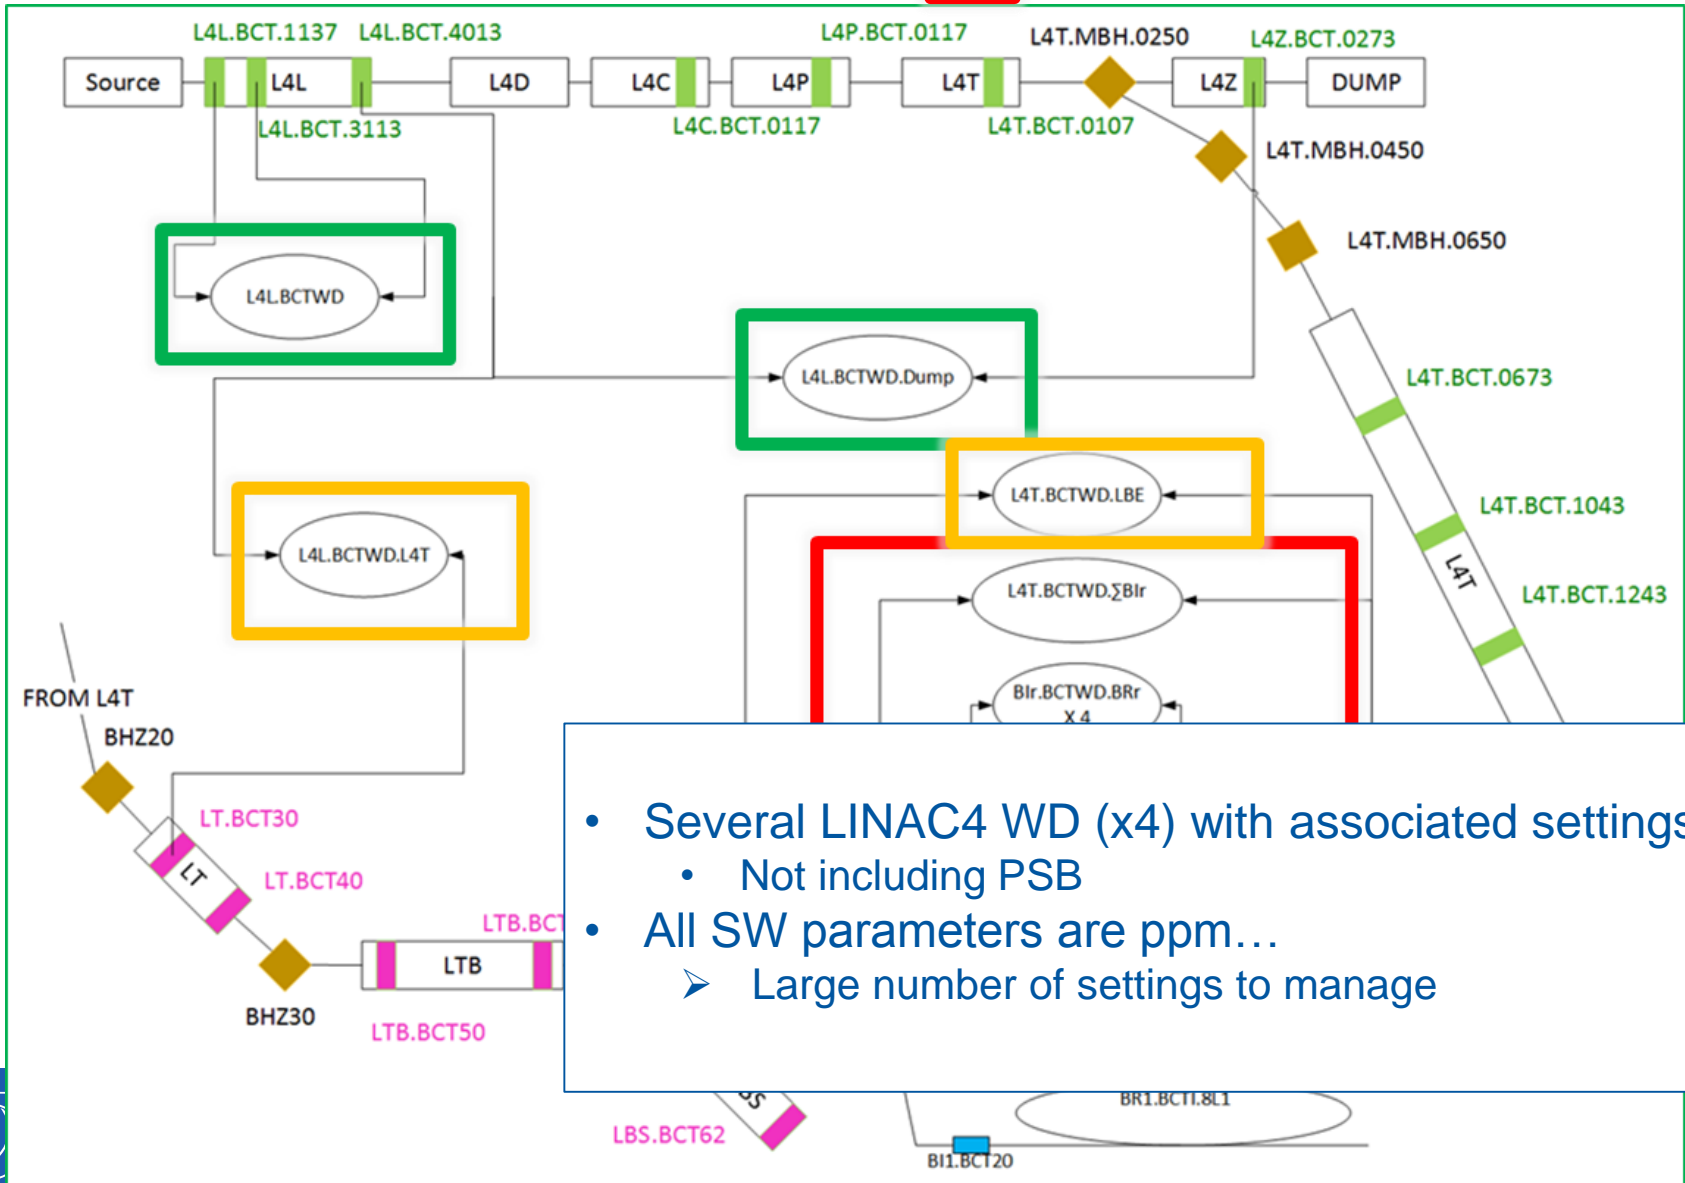 L4L.BCT.1137 L4L.BCT.4013 L4P.BCT.0117 L4T.MBH.0250 L4Z.BCT.0273
Source L4L L4D L4C L4P L4T L4Z DUMP
L4L.BCT.3113 L4C.BCT.0117 L4T.BCT.0107
L4T.MBH.0450
L4T.MBH.0650
L4L.BCTWD
L4L.BCTWD.Dump
L4T.BCT.0673
L4T.BCTWD.LBE
L4T.BCT.1043
L4L.BCTWD.L4T
L4T
L4T.BCTWD.∑BIr
L4T.BCT.1243
FROM L4T
BIr.BCTWD.BRr
X 4
BHZ20
LT.BCT30
LT
LT.BCT40
• Several LINAC4 WD (x4) with associated settings
• Not including PSB
• All SW parameters are ppm...
➢ Large number of settings to manage
LTB.BCT
LTB
BHZ30
LTB.BCT50
BR1.BCTI.8L1
LBS.BCT62
BI1.BCT20